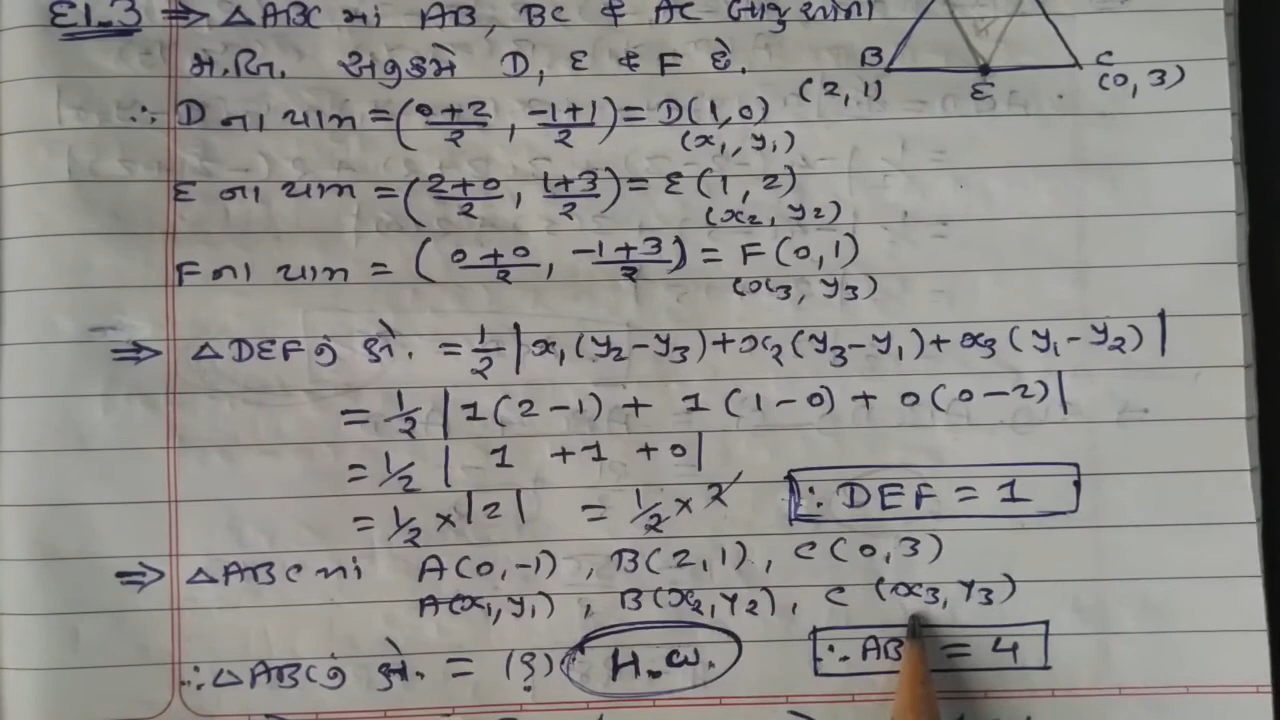 દા.3 ⇒ △ABC માં AB, BC & AC બાજુઓના
મ.બિ. અનુક્રમે D, E & F છે.
B C
(2,1) E (0,3)
∴ D ના યામ = (0+2/2, -1+1/2) = D(1,0)
(x₁, y₁)
E ના યામ = (2+0/2, 1+3/2) = E(1,2)
(x₂, y₂)
F ના યામ = (0+0/2, -1+3/2) = F(0,1)
(x₃, y₃)
⇒ △DEF નું ક્ષે. = 1/2 |x₁(y₂-y₃)+x₂(y₃-y₁)+x₃(y₁-y₂)|
= 1/2 |1(2-1) + 1(1-0) + 0(0-2)|
= 1/2 | 1 +1 +0|
= 1/2 × |2| = 1/2 × 2 ∴ DEF = 1
⇒ △ABC માં A(0,-1), B(2,1), C(0,3)
A(x₁,y₁), B(x₂,y₂), C(x₃,y₃)
∴ △ABC નું ક્ષે. = (?) H.W. ∴ AB = 4